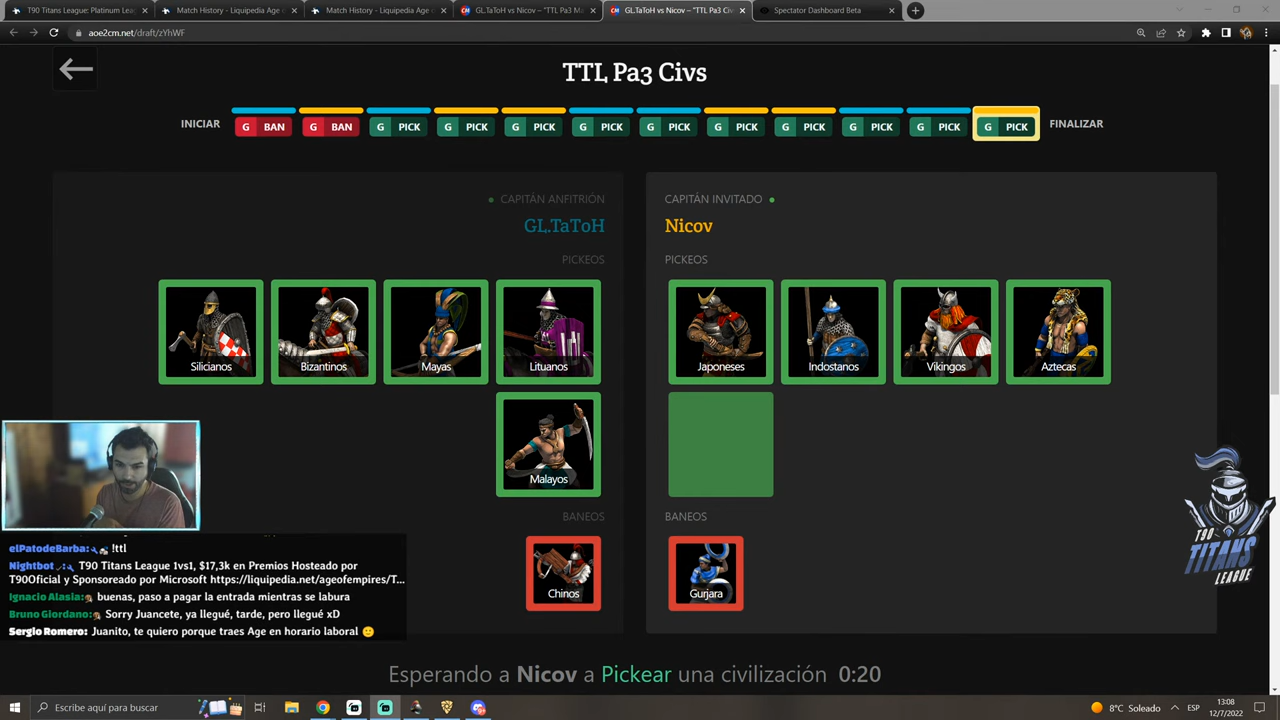 T90 Titans League: Platinum Lea
Match History - Liquipedia Age o
Match History - Liquipedia Age o
GL.TaToH vs Nicov – "TTL Pa3 M
GL.TaToH vs Nicov – "TTL Pa3 Civ
Spectator Dashboard Beta
aoe2cm.net/draft/zYhWF
TTL Pa3 Civs
INICIAR
G BAN
G BAN
G PICK
G PICK
G PICK
G PICK
G PICK
G PICK
G PICK
G PICK
G PICK
G PICK
FINALIZAR
CAPITÁN ANFITRIÓN
GL.TaToH
PICKEOS
Silicianos
Bizantinos
Mayas
Lituanos
Malayos
BANEOS
Chinos
CAPITÁN INVITADO
Nicov
PICKEOS
Japoneses
Indostanos
Vikingos
Aztecas
BANEOS
Gurjara
T90
TITANS
LEAGUE
elPatodeBarba: !ttl
Nightbot : T90 Titans League 1vs1, $17,3k en Premios Hosteado por
T90Oficial y Sponsoreado por Microsoft https://liquipedia.net/ageofempires/T...
Ignacio Alasia: buenas, paso a pagar la entrada mientras se labura
Bruno Giordano: Sorry Juancete, ya llegué, tarde, pero llegué xD
Sergio Romero: Juanito, te quiero porque traes Age en horario laboral
Esperando a Nicov a Pickear una civilización 0:20
Escribe aquí para buscar
8°C Soleado
ESP
13:08
12/7/2022